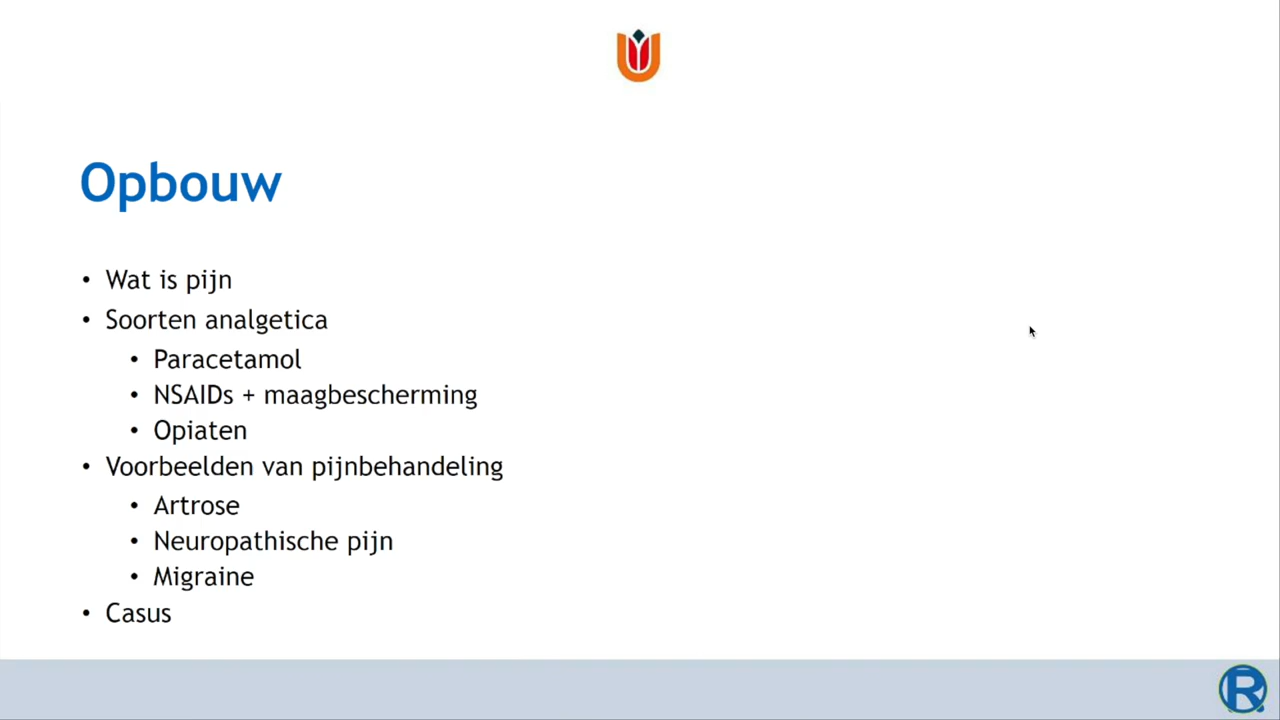 Opbouw
• Wat is pijn
• Soorten analgetica
• Paracetamol
• NSAIDs + maagbescherming
• Opiaten
• Voorbeelden van pijnbehandeling
• Artrose
• Neuropathische pijn
• Migraine
• Casus
R